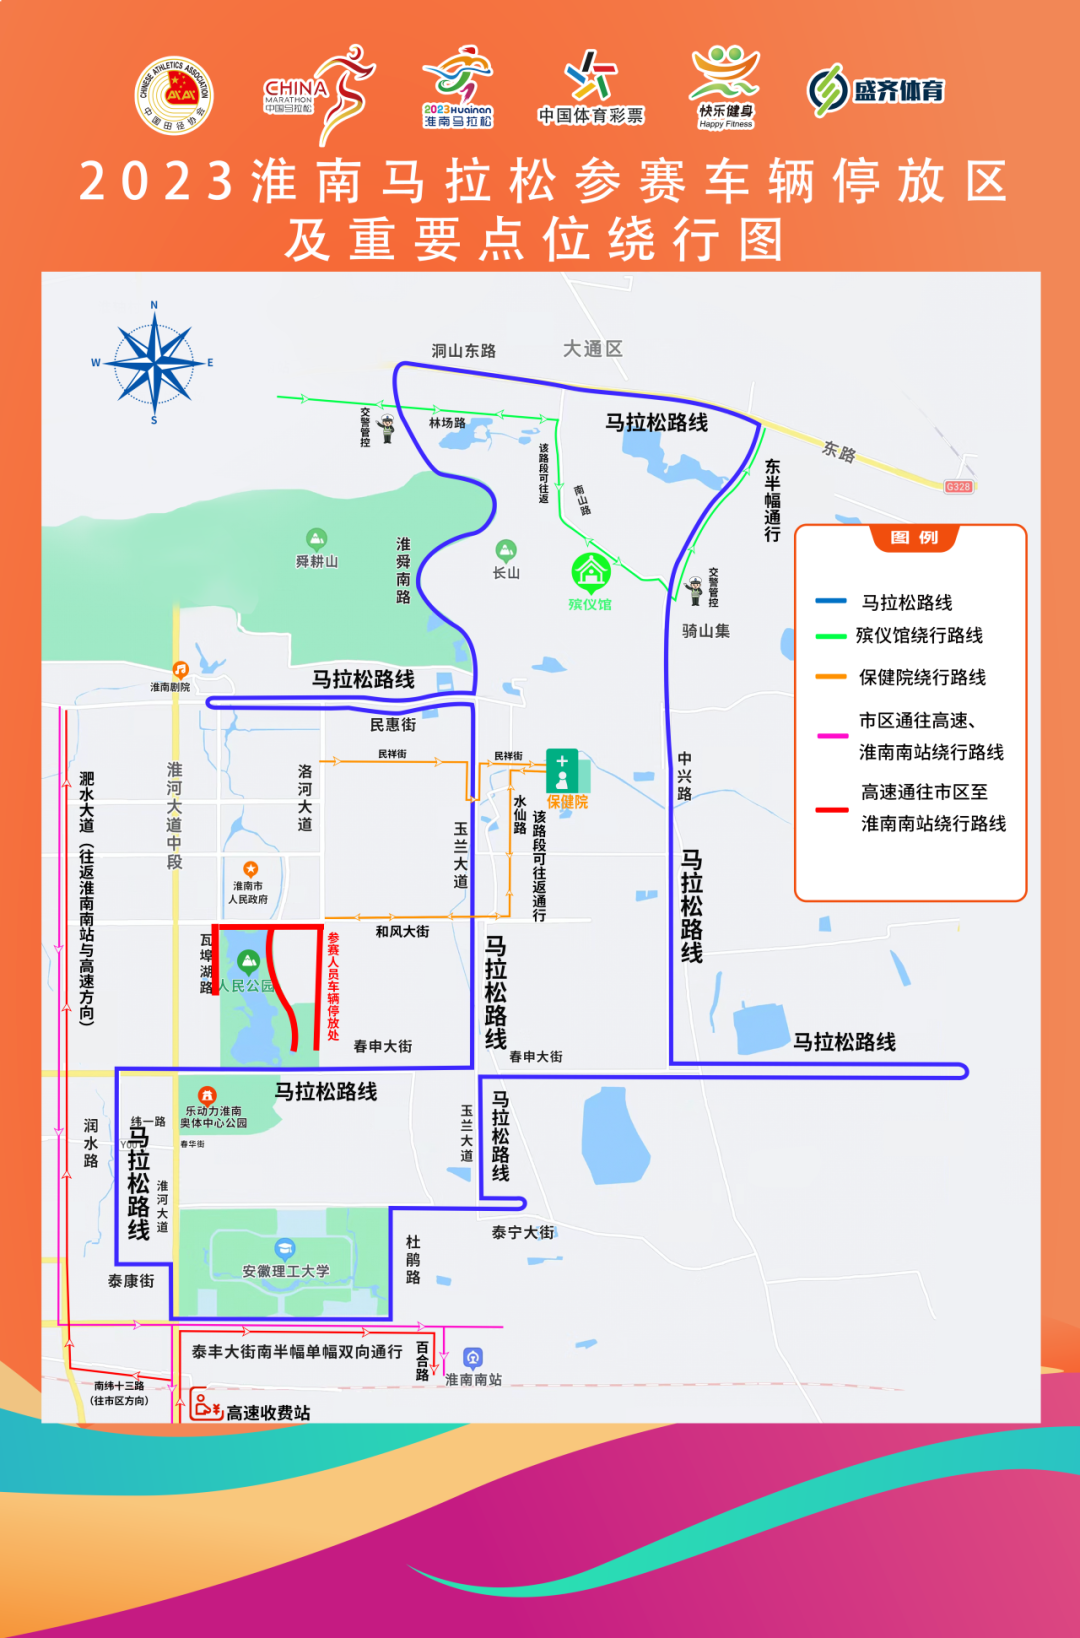 CHINESE ATHLETICS ASSOCIATION
中国田径协会
CHINA
MARATHON
中国马拉松
2023Huainan
淮南马拉松
中国体育彩票
快乐健身
Happy Fitness
盛齐体育
2023淮南马拉松参赛车辆停放区
及重要点位绕行图
N
W
E
S
洞山东路
大通区
交警管控
林场路
马拉松路线
东路
G328
该路段可往返
南山路
东半幅通行
舜耕山
淮舜南路
长山
殡仪馆
交警管控
骑山集
图例
马拉松路线
殡仪馆绕行路线
保健院绕行路线
市区通往高速、
淮南南站绕行路线
高速通往市区至
淮南南站绕行路线
淮南剧院
马拉松路线
民惠街
民祥街
民祥街
保健院
淝水大道（往返淮南南站与高速方向）
淮河大道中段
洛河大道
玉兰大道
水仙路
该路段可往返通行
中兴路
马拉松路线
淮南市
人民政府
和风大街
瓦埠湖路
人民公园
参赛人员车辆停放处
马拉松路线
春申大街
春申大街
马拉松路线
马拉松路线
乐动力淮南
奥体中心公园
润水路
纬一路
Y00
春华街
马拉松路线
淮河大道
玉兰大道
马拉松路线
泰宁大街
杜鹃路
安徽理工大学
泰康街
泰丰大街南半幅单幅双向通行
百合路
淮南南站
南纬十三路
（往市区方向）
高速收费站